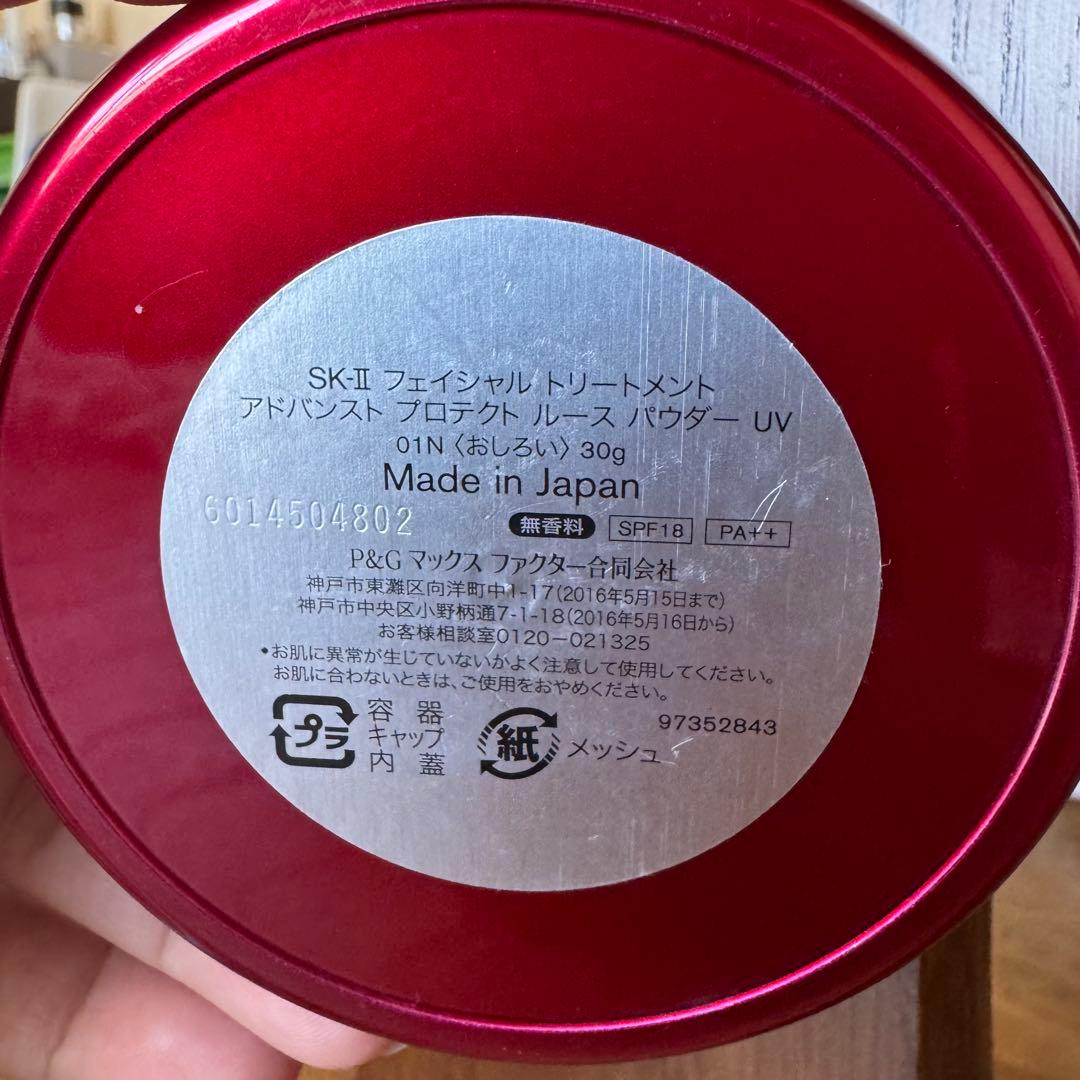 SK-Ⅱ フェイシャル トリートメント
アドバンスト プロテクト ルース パウダー UV
01N〈おしろい〉30g
Made in Japan
6014504802
無香料 SPF18 PA++
P&G マックス ファクター合同会社
神戸市東灘区向洋町中1-17(2016年5月15日まで)
神戸市中央区小野柄通7-1-18(2016年5月16日から)
お客様相談室0120-021325
•お肌に異常が生じていないかよく注意して使用してください。
お肌に合わないときは、ご使用をおやめください。
プラ
容器
キャップ
内蓋
紙 メッシュ
97352843